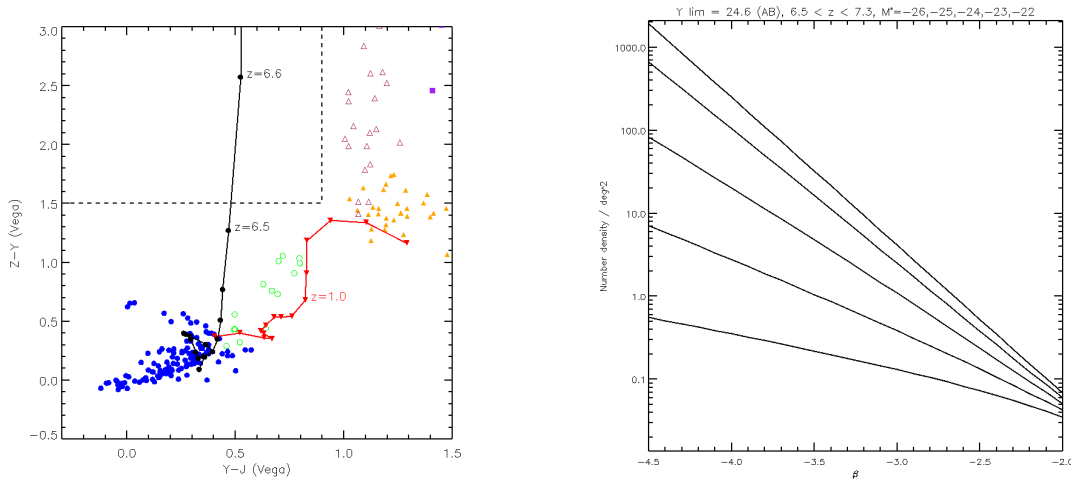 3.0
2.5
2.0
1.5
1.0
0.5
0.0
−0.5
Z−Y (Vega)
z=6.6
z=6.5
z=1.0
0.0
0.5
1.0
1.5
Y−J (Vega)
Y lim = 24.6 (AB), 6.5 < z < 7.3, M*=−26,−25,−24,−23,−22
1000.0
100.0
10.0
1.0
0.1
Number density / deg^2
−4.5
−4.0
−3.5
−3.0
−2.5
−2.0
β